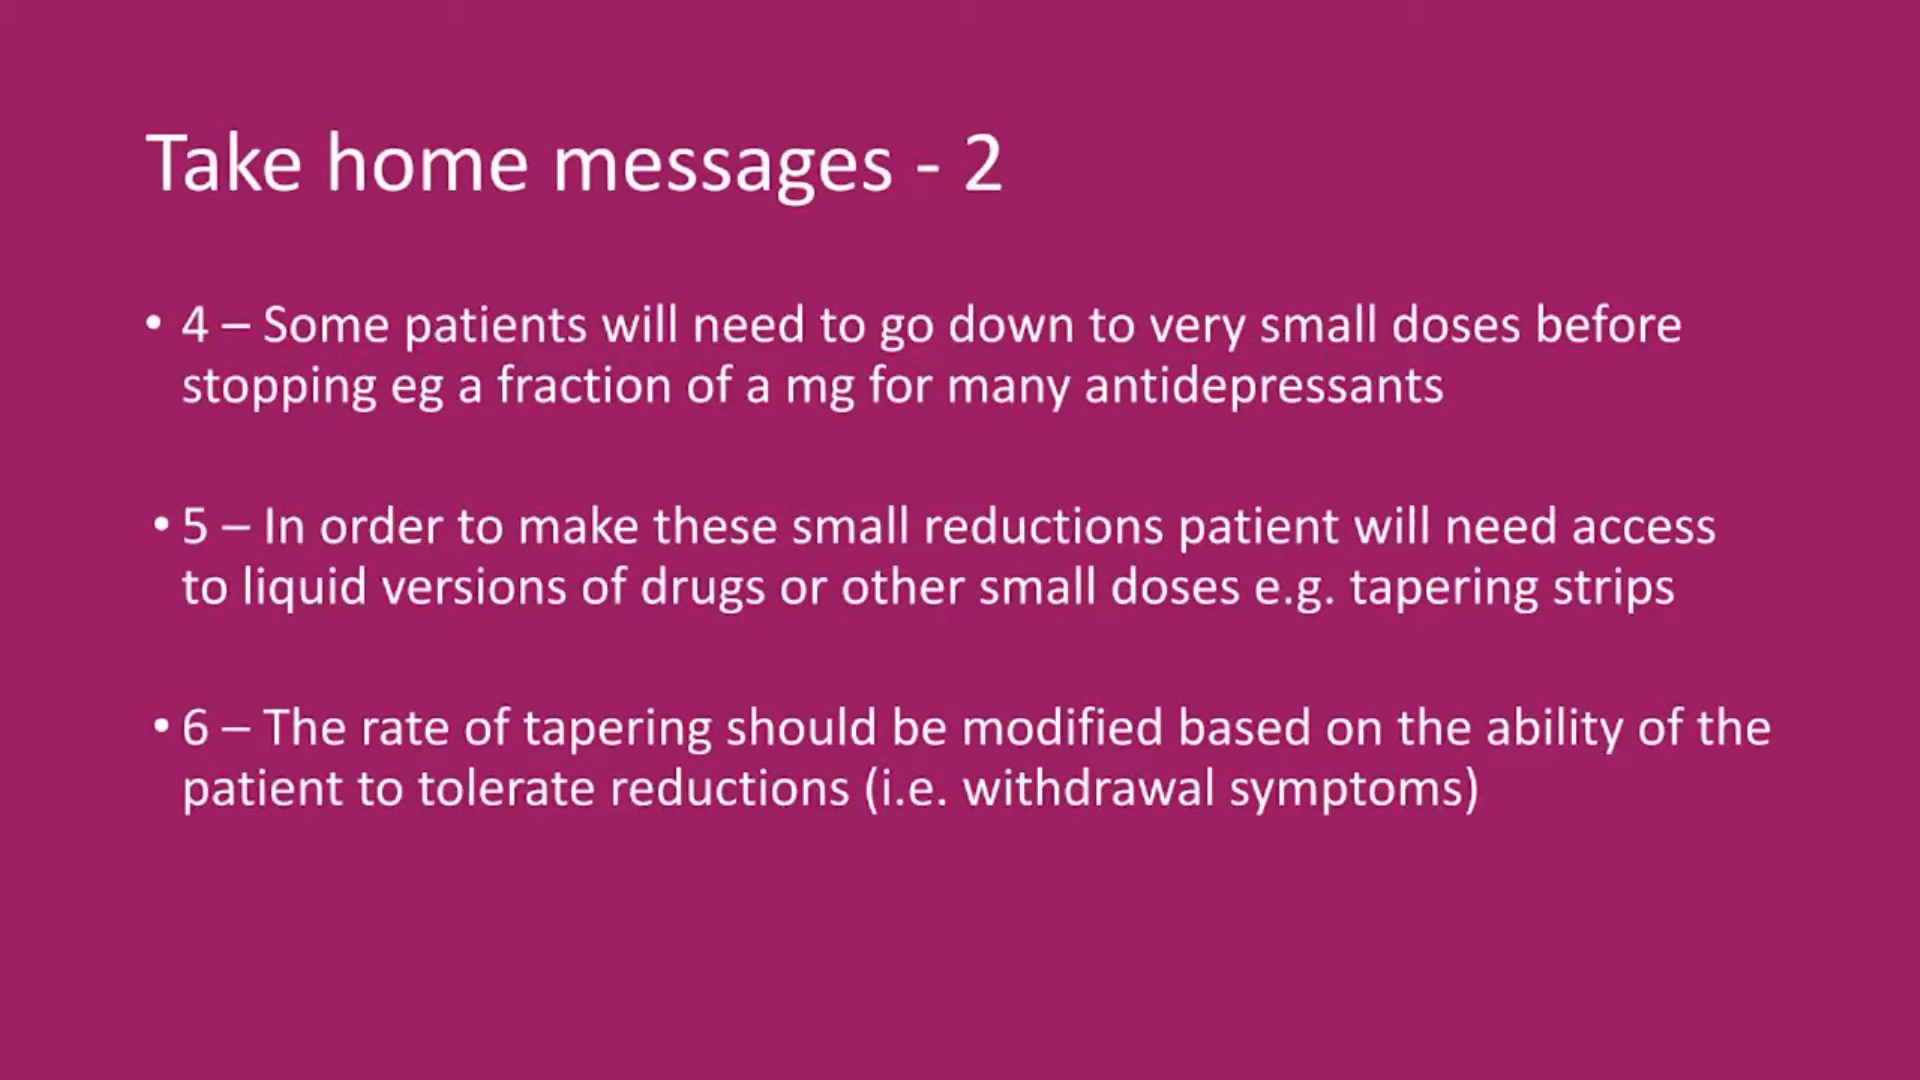 Take home messages - 2
• 4 – Some patients will need to go down to very small doses before
stopping eg a fraction of a mg for many antidepressants
• 5 – In order to make these small reductions patient will need access
to liquid versions of drugs or other small doses e.g. tapering strips
• 6 – The rate of tapering should be modified based on the ability of the
patient to tolerate reductions (i.e. withdrawal symptoms)